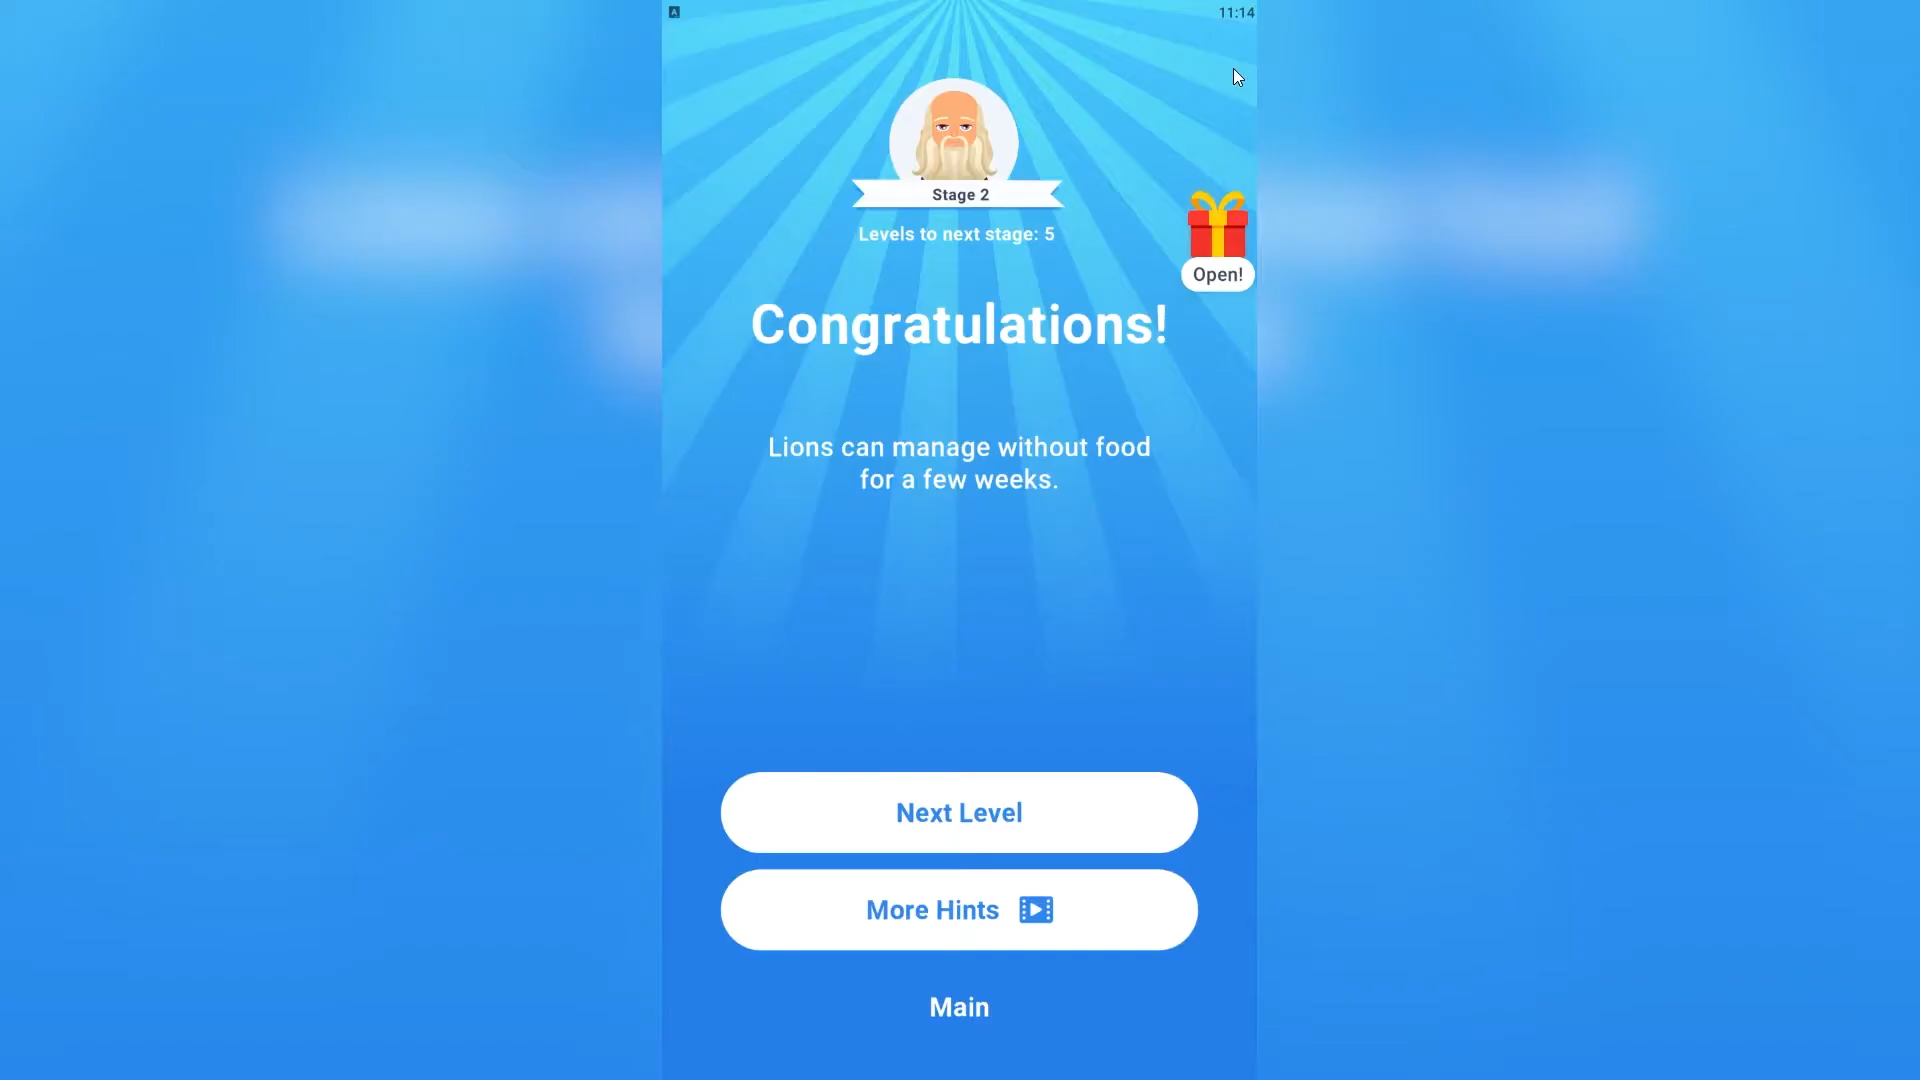 A
11:14
Stage 2
Levels to next stage: 5
Open!
Congratulations!
Lions can manage without food
for a few weeks.
Next Level
More Hints
Main